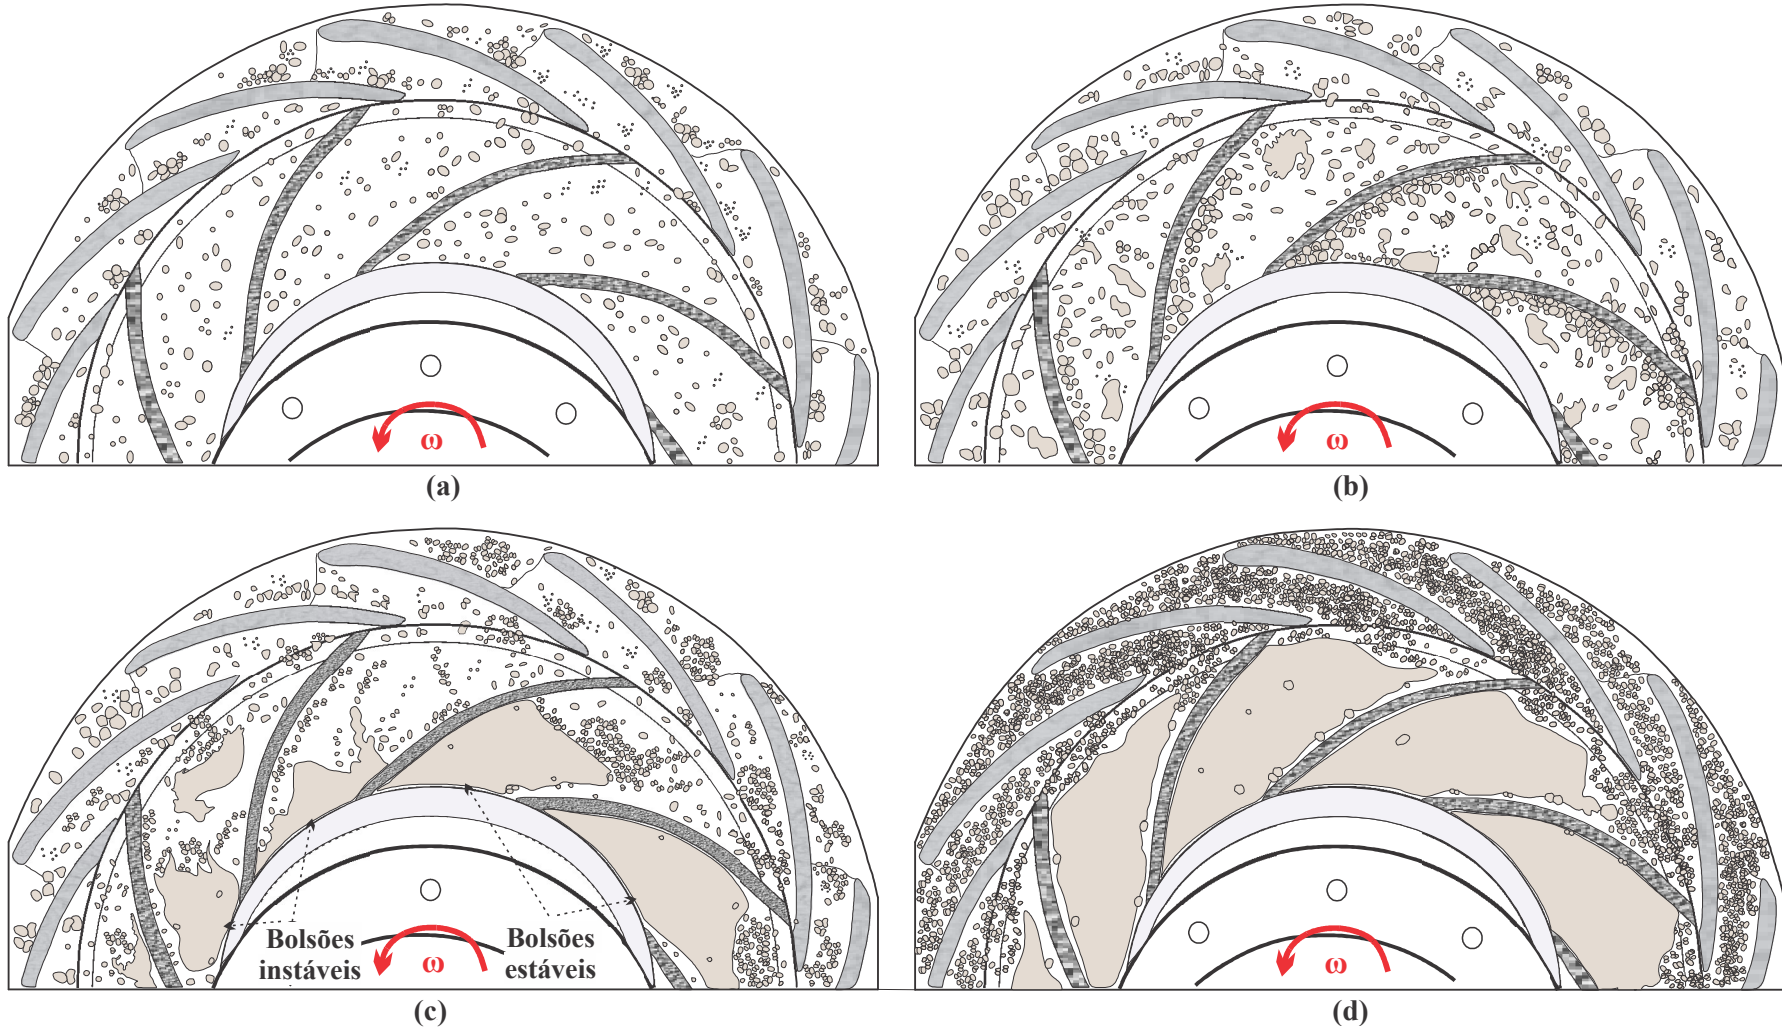 ω
(a)
ω
(b)
Bolsões
instáveis
Bolsões
estáveis
ω
(c)
ω
(d)